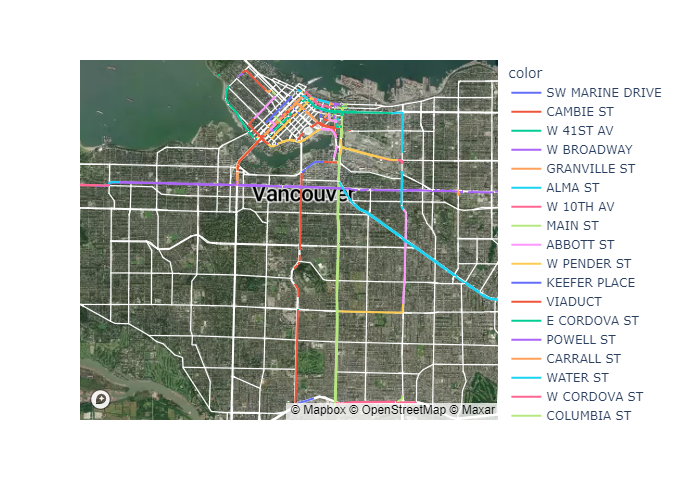 color
SW MARINE DRIVE
CAMBIE ST
W 41ST AV
W BROADWAY
GRANVILLE ST
ALMA ST
W 10TH AV
MAIN ST
ABBOTT ST
W PENDER ST
KEEFER PLACE
VIADUCT
E CORDOVA ST
POWELL ST
CARRALL ST
WATER ST
W CORDOVA ST
COLUMBIA ST
Vancouver
© Mapbox © OpenStreetMap © Maxar